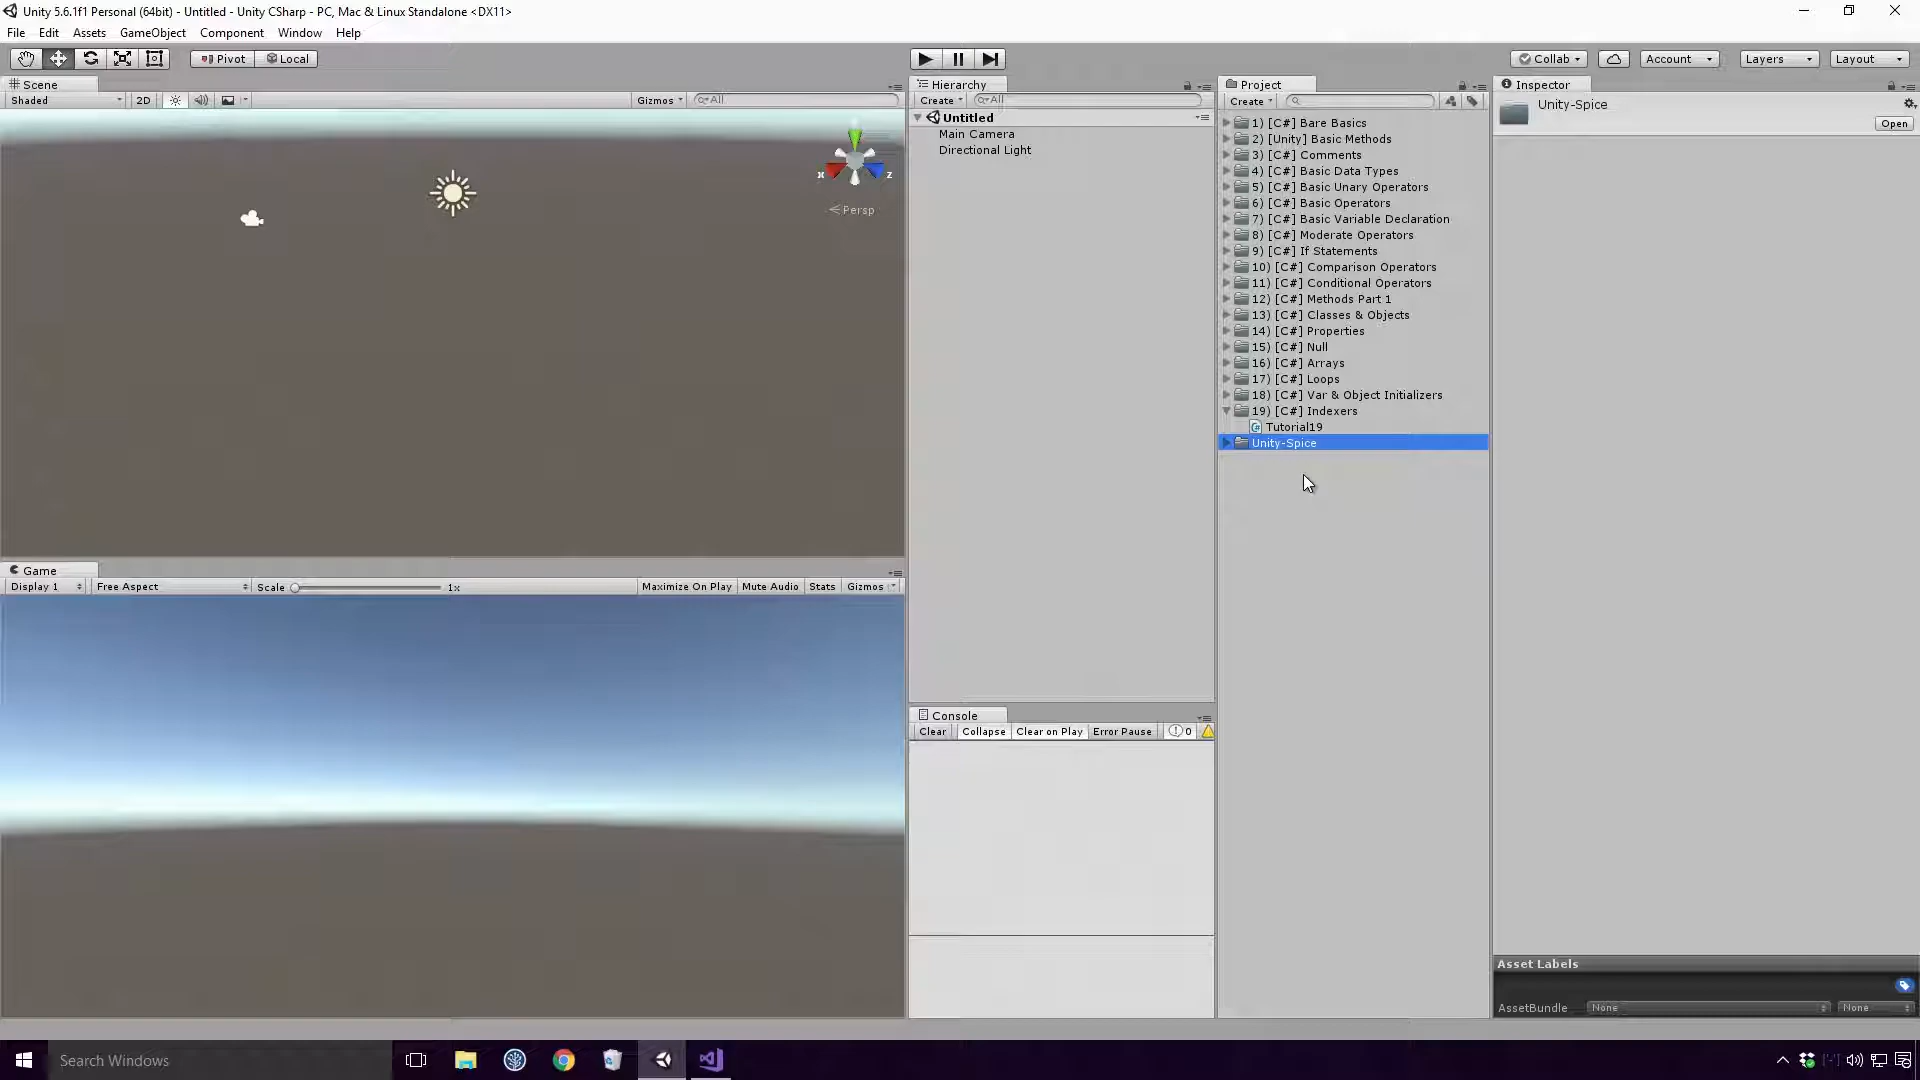 Unity 5.6.1f1 Personal (64bit) - Untitled - Unity CSharp - PC, Mac & Linux Standalone <DX11>
File Edit Assets GameObject Component Window Help
Pivot Local Collab Account Layers Layout
Scene
Shaded 2D Gizmos All
x z
Persp
Game
Display 1 Free Aspect Scale 1x Maximize On Play Mute Audio Stats Gizmos
Hierarchy
Create All
Untitled
Main Camera
Directional Light
Console
Clear Collapse Clear on Play Error Pause 0
Project
Create
1) [C#] Bare Basics
2) [Unity] Basic Methods
3) [C#] Comments
4) [C#] Basic Data Types
5) [C#] Basic Unary Operators
6) [C#] Basic Operators
7) [C#] Basic Variable Declaration
8) [C#] Moderate Operators
9) [C#] If Statements
10) [C#] Comparison Operators
11) [C#] Conditional Operators
12) [C#] Methods Part 1
13) [C#] Classes & Objects
14) [C#] Properties
15) [C#] Null
16) [C#] Arrays
17) [C#] Loops
18) [C#] Var & Object Initializers
19) [C#] Indexers
Tutorial19
Unity-Spice
Inspector
Unity-Spice
Open
Asset Labels
AssetBundle None None
Search Windows